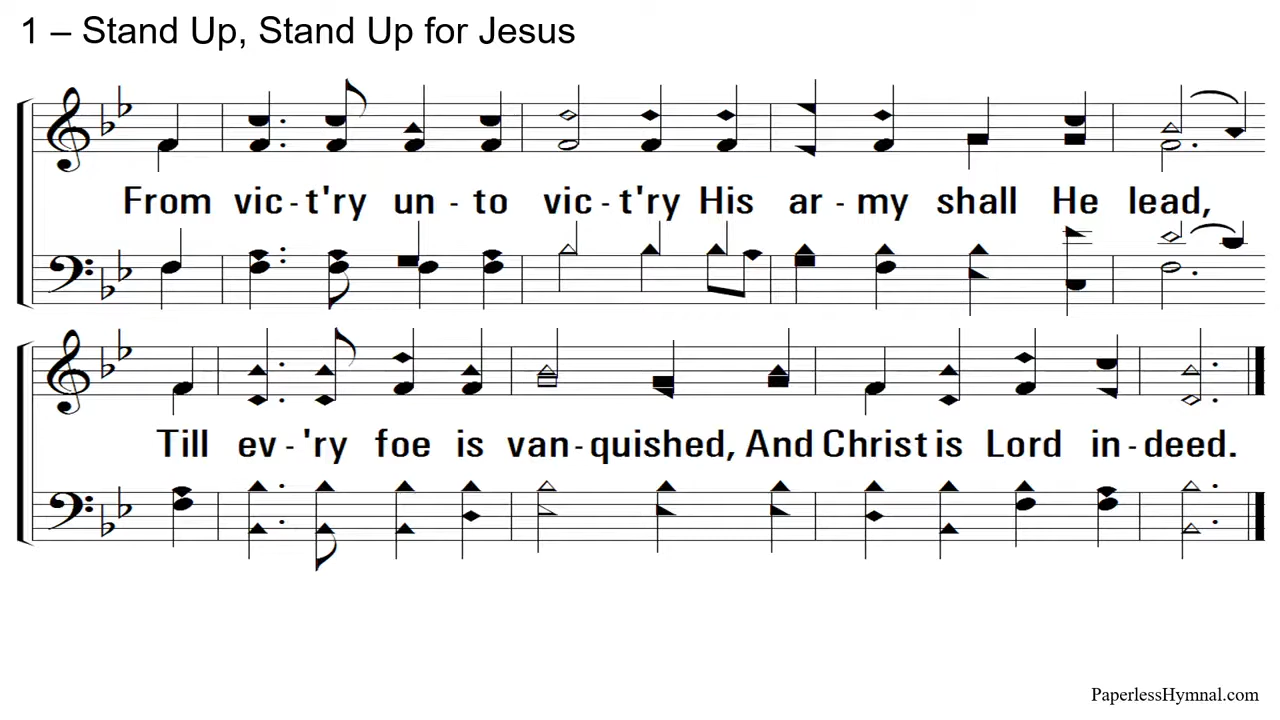 1 – Stand Up, Stand Up for Jesus
From vic-t'ry un-to vic-t'ry His ar-my shall He lead,
Till ev-'ry foe is van-quished, And Christ is Lord in-deed.
PaperlessHymnal.com